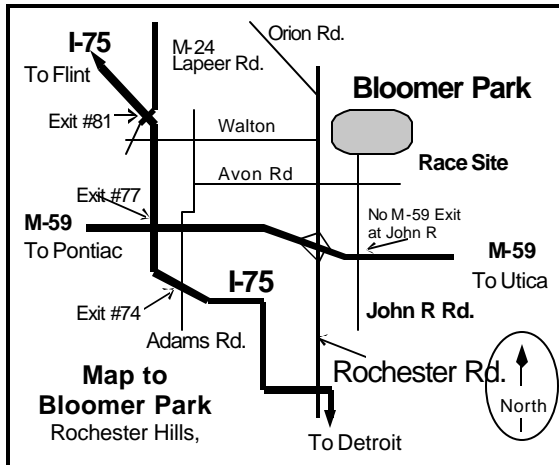 I-75
To Flint
M-24
Lapeer Rd.
Orion Rd.
Bloomer Park
Exit #81
Walton
Race Site
Avon Rd
Exit #77
M-59
To Pontiac
No M-59 Exit
at John R
M-59
To Utica
I-75
Exit #74
John R Rd.
Adams Rd.
Rochester Rd.
Map to
Bloomer Park
Rochester Hills,
North
To Detroit